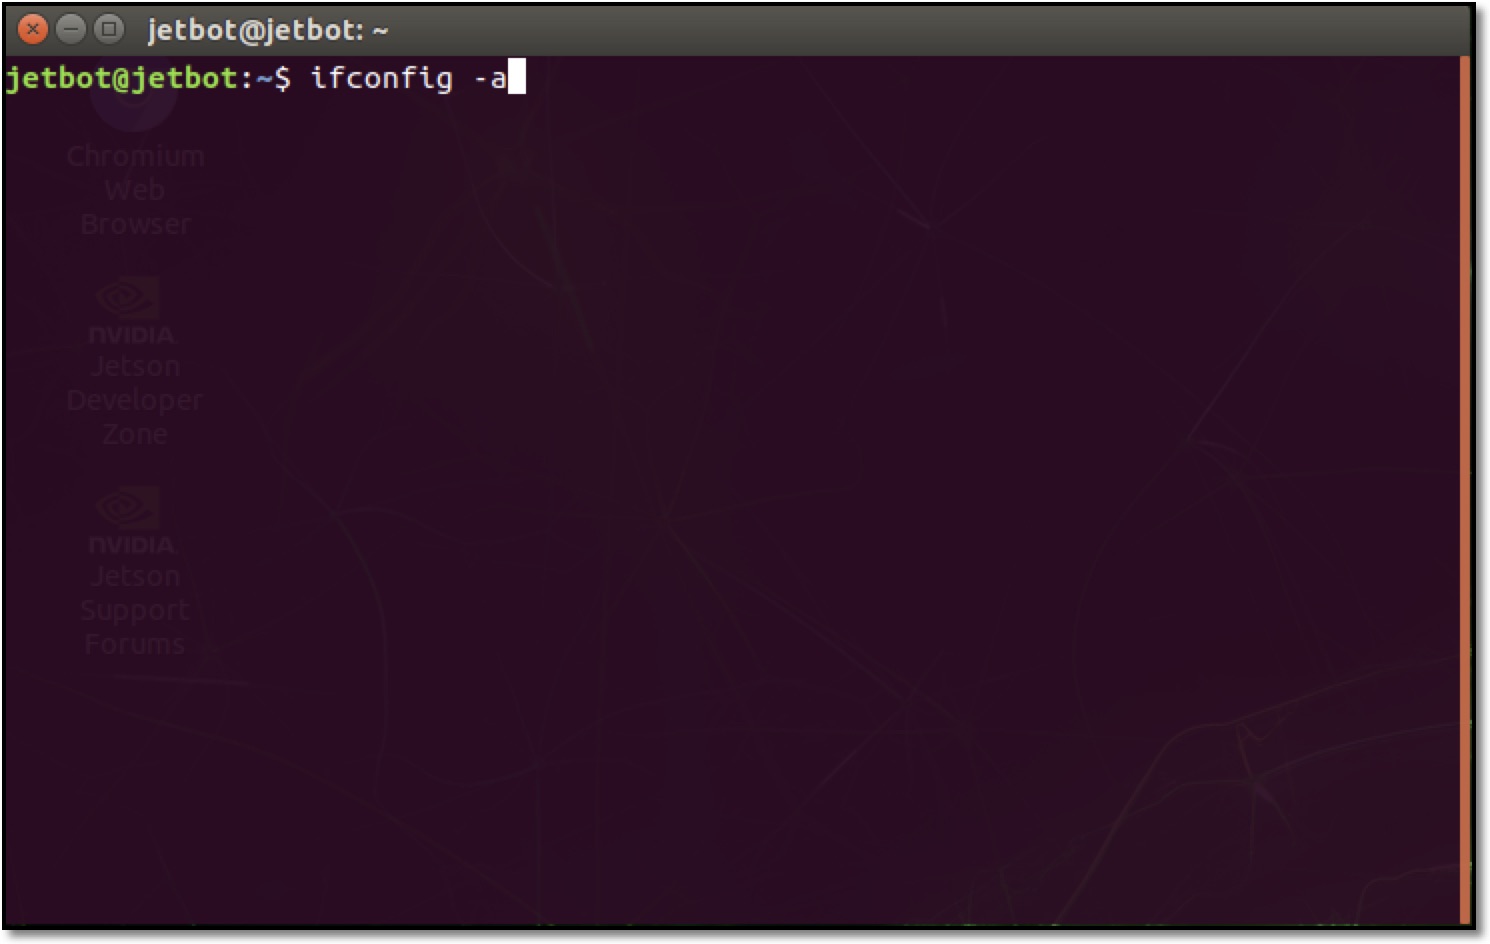 jetbot@jetbot: ~
jetbot@jetbot:~$ ifconfig -a
Chromium
Web
Browser
NVIDIA.
Jetson
Developer
Zone
NVIDIA.
Jetson
Support
Forums